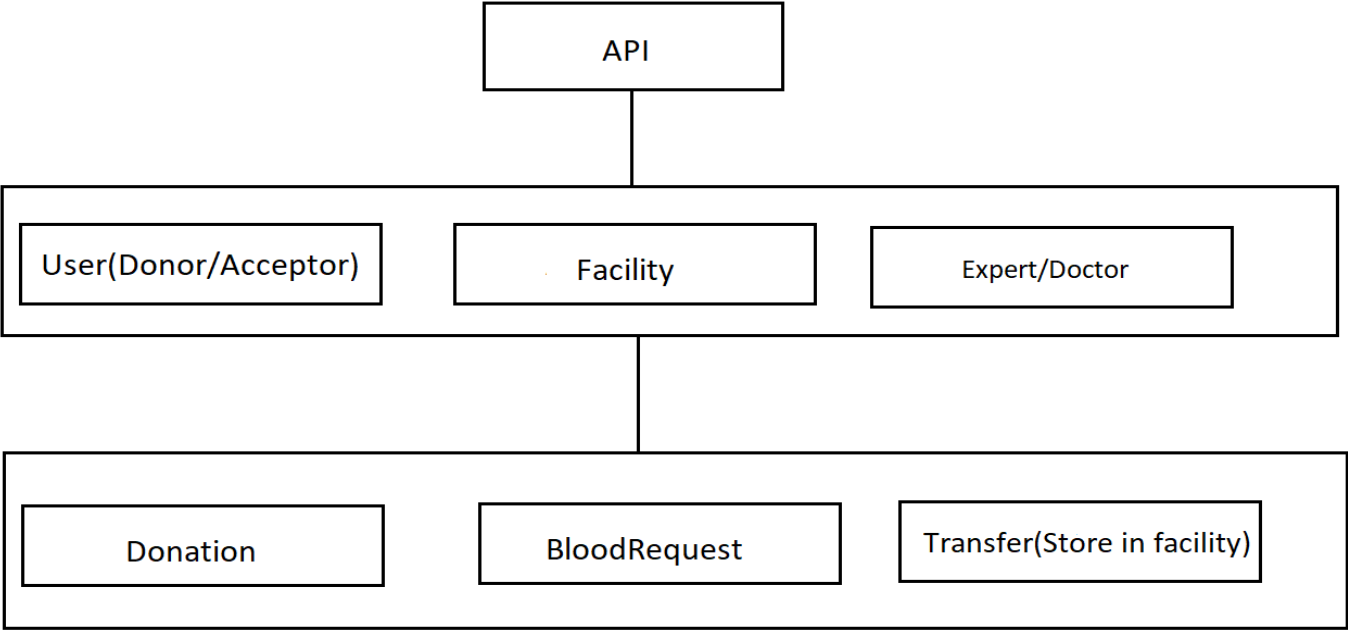 API
User(Donor/Acceptor)
Facility
Expert/Doctor
Donation
BloodRequest
Transfer(Store in facility)